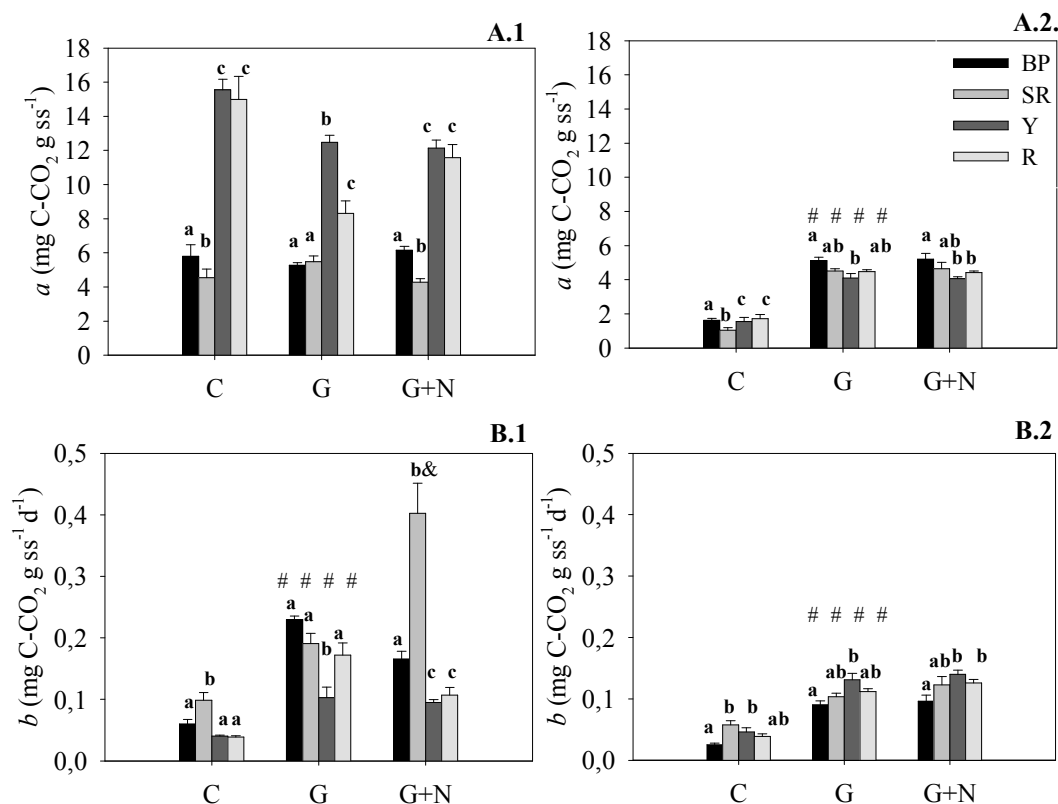 A.1
18
16
14
12
10
8
6
4
2
0
a (mg C-CO2 g ss-1)
a b c c
a a b c
a b c c
C G G+N
A.2.
18
16
14
12
10
8
6
4
2
0
a (mg C-CO2 g ss-1)
BP
SR
Y
R
# # # #
a b c c
a ab b ab
a ab b b
C G G+N
B.1
0,5
0,4
0,3
0,2
0,1
0,0
b (mg C-CO2 g ss-1 d-1)
b&
# # # #
a b a a
a a b a
a c c
C G G+N
B.2
0,5
0,4
0,3
0,2
0,1
0,0
b (mg C-CO2 g ss-1 d-1)
# # # #
a b b ab
a ab b ab
a ab b b
C G G+N